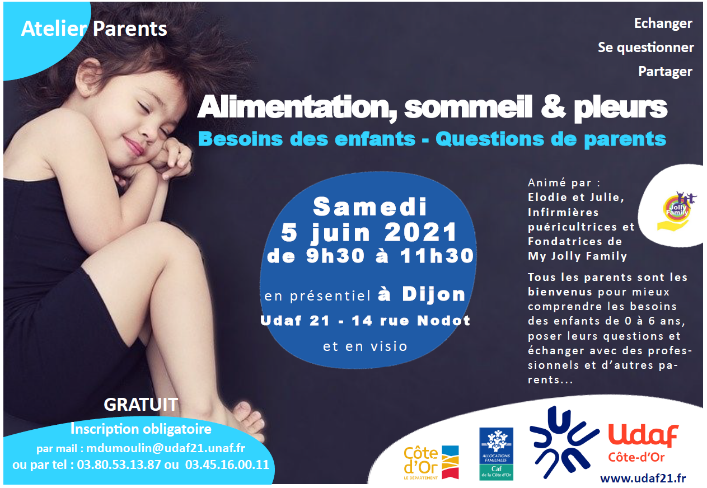 Atelier Parents
Echanger
Se questionner
Partager
Alimentation, sommeil & pleurs
Besoins des enfants - Questions de parents
Samedi
5 juin 2021
de 9h30 à 11h30
en présentiel à Dijon
Udaf 21 - 14 rue Nodot
et en visio
Animé par :
Elodie et Julie,
Infirmières
puéricultrices et
Fondatrices de
My Jolly Family
Jolly
Family
Tous les parents sont les
bienvenus pour mieux
comprendre les besoins
des enfants de 0 à 6 ans,
poser leurs questions et
échanger avec des profes-
sionnels et d'autres pa-
rents...
GRATUIT
Inscription obligatoire
par mail : mdumoulin@udaf21.unaf.fr
ou par tel : 03.80.53.13.87 ou 03.45.16.00.11
Côte
d'Or
LE DÉPARTEMENT
ALLOCATIONS
FAMILIALES
Caf
de la Côte d'Or
Udaf
Côte-d'Or
www.udaf21.fr